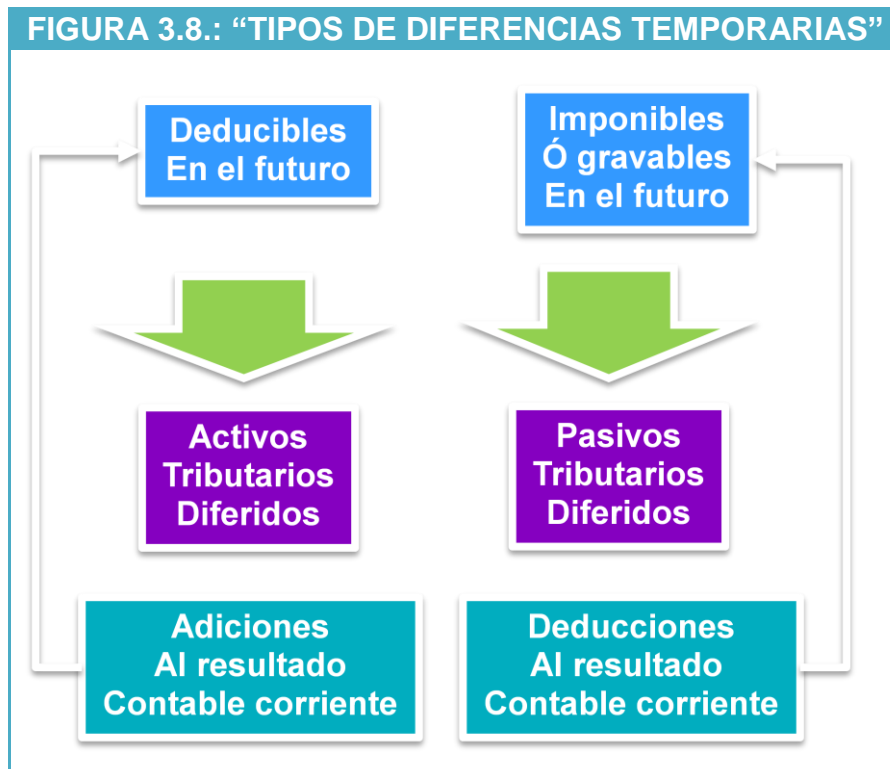 FIGURA 3.8.: “TIPOS DE DIFERENCIAS TEMPORARIAS”
Deducibles
En el futuro
Imponibles
Ó gravables
En el futuro
Activos
Tributarios
Diferidos
Pasivos
Tributarios
Diferidos
Adiciones
Al resultado
Contable corriente
Deducciones
Al resultado
Contable corriente